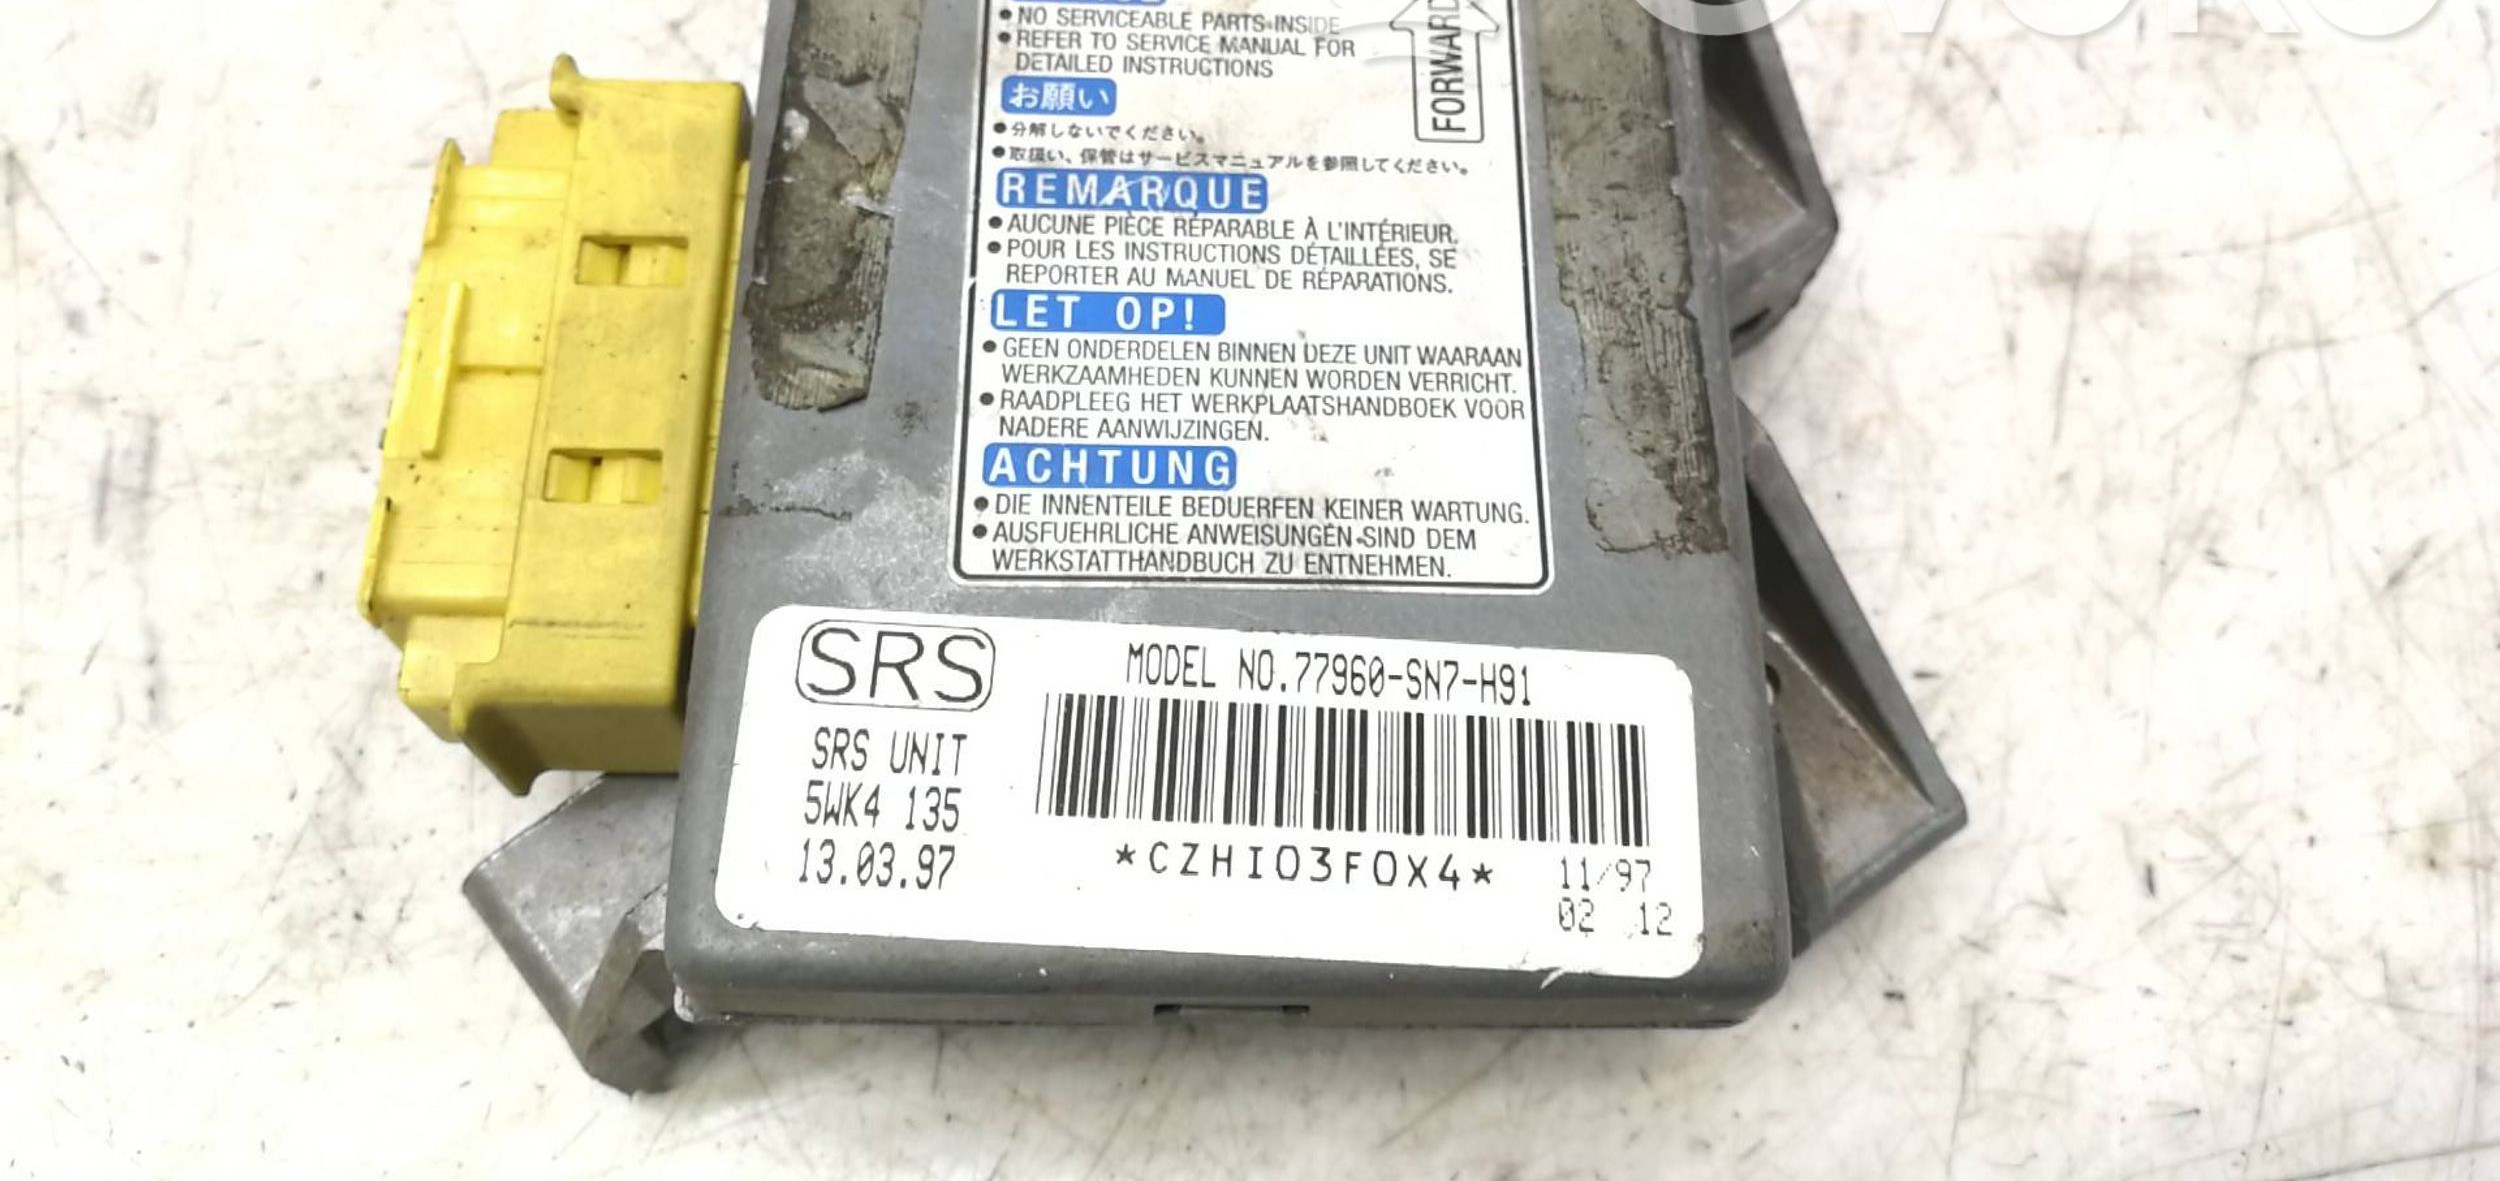 • NO SERVICEABLE PARTS INSIDE
• REFER TO SERVICE MANUAL FOR
DETAILED INSTRUCTIONS
FORWARD
お願い
• 分解しないでください。
• 取扱い、保管はサービスマニュアルを参照してください。
REMARQUE
• AUCUNE PIÈCE RÉPARABLE À L'INTÉRIEUR.
• POUR LES INSTRUCTIONS DÉTAILLÉES, SE
REPORTER AU MANUEL DE RÉPARATIONS.
LET OP!
• GEEN ONDERDELEN BINNEN DEZE UNIT WAARAAN
WERKZAAMHEDEN KUNNEN WORDEN VERRICHT.
• RAADPLEEG HET WERKPLAATSHANDBOEK VOOR
NADERE AANWIJZINGEN.
ACHTUNG
• DIE INNENTEILE BEDUERFEN KEINER WARTUNG.
• AUSFUEHRLICHE ANWEISUNGEN SIND DEM
WERKSTATTHANDBUCH ZU ENTNEHMEN.
SRS
MODEL NO.77960-SN7-H91
SRS UNIT
5WK4 135
13.03.97
*CZHI03F0X4*
11/97
02 12